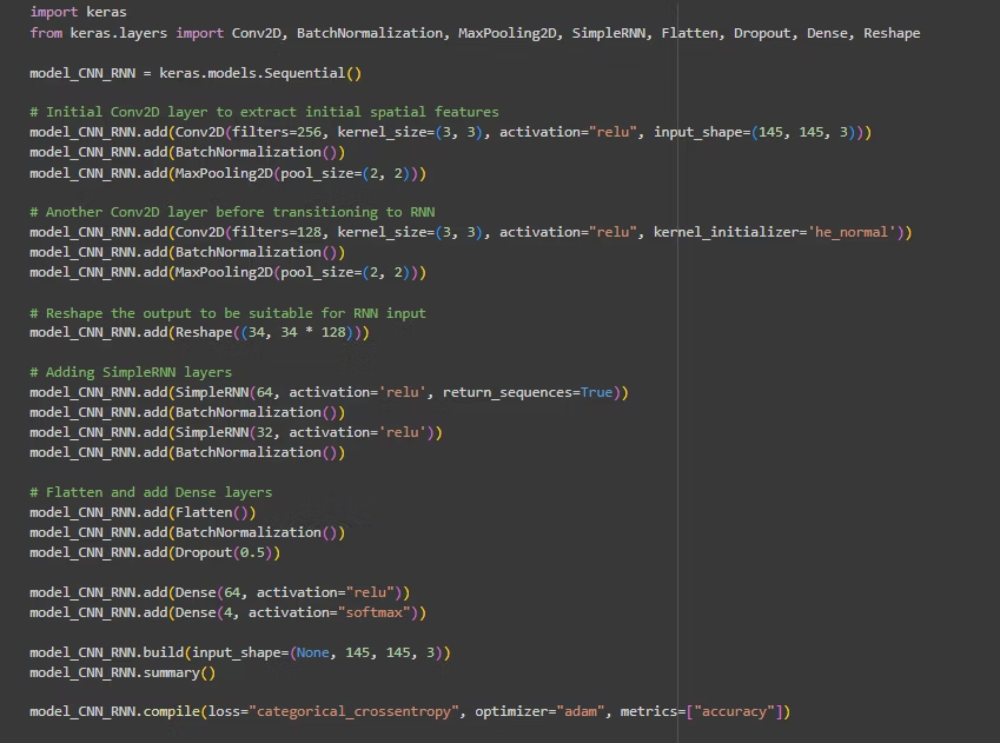 import keras
from keras.layers import Conv2D, BatchNormalization, MaxPooling2D, SimpleRNN, Flatten, Dropout, Dense, Reshape
model_CNN_RNN = keras.models.Sequential()
# Initial Conv2D layer to extract initial spatial features
model_CNN_RNN.add(Conv2D(filters=256, kernel_size=(3, 3), activation="relu", input_shape=(145, 145, 3)))
model_CNN_RNN.add(BatchNormalization())
model_CNN_RNN.add(MaxPooling2D(pool_size=(2, 2)))
# Another Conv2D layer before transitioning to RNN
model_CNN_RNN.add(Conv2D(filters=128, kernel_size=(3, 3), activation="relu", kernel_initializer='he_normal'))
model_CNN_RNN.add(BatchNormalization())
model_CNN_RNN.add(MaxPooling2D(pool_size=(2, 2)))
# Reshape the output to be suitable for RNN input
model_CNN_RNN.add(Reshape((34, 34 * 128)))
# Adding SimpleRNN layers
model_CNN_RNN.add(SimpleRNN(64, activation='relu', return_sequences=True))
model_CNN_RNN.add(BatchNormalization())
model_CNN_RNN.add(SimpleRNN(32, activation='relu'))
model_CNN_RNN.add(BatchNormalization())
# Flatten and add Dense layers
model_CNN_RNN.add(Flatten())
model_CNN_RNN.add(BatchNormalization())
model_CNN_RNN.add(Dropout(0.5))
model_CNN_RNN.add(Dense(64, activation="relu"))
model_CNN_RNN.add(Dense(4, activation="softmax"))
model_CNN_RNN.build(input_shape=(None, 145, 145, 3))
model_CNN_RNN.summary()
model_CNN_RNN.compile(loss="categorical_crossentropy", optimizer="adam", metrics=["accuracy"])